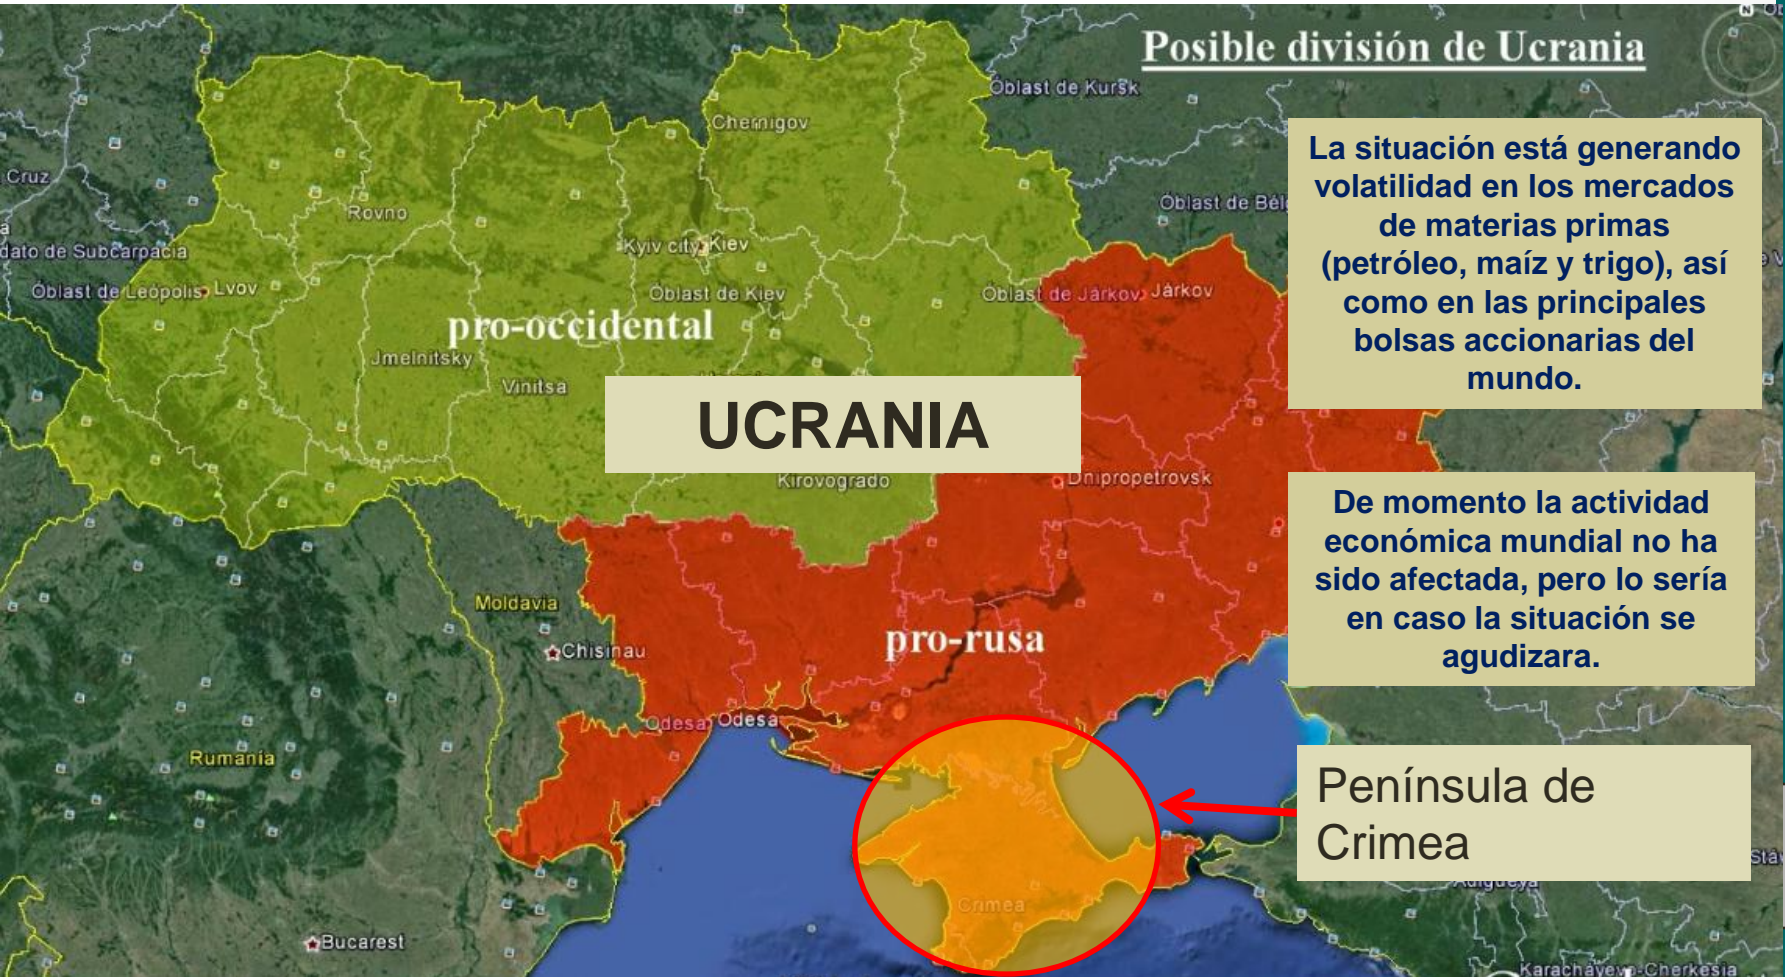 Posible división de Ucrania
Óblast de Kursk
Chernigov
La situación está generando
volatilidad en los mercados
de materias primas
(petróleo, maíz y trigo), así
como en las principales
bolsas accionarias del
mundo.
Cruz
Rovno
Óblast de
Kyiv city Kiev
dato de Subcarpacia
Óblast de Leópolis Lvov
Óblast de Kiev
Óblast de Járkov Járkov
pro-occidental
Jmelnitsky
Vinitsa
UCRANIA
Kirovogrado
Dnipropetrovsk
De momento la actividad
económica mundial no ha
sido afectada, pero lo sería
en caso la situación se
agudizara.
Moldavia
pro-rusa
Chisinau
Odesa Odesa
Rumanía
Península de
Crimea
Crimea
Bucarest
Karacháyevo-Cherkesia